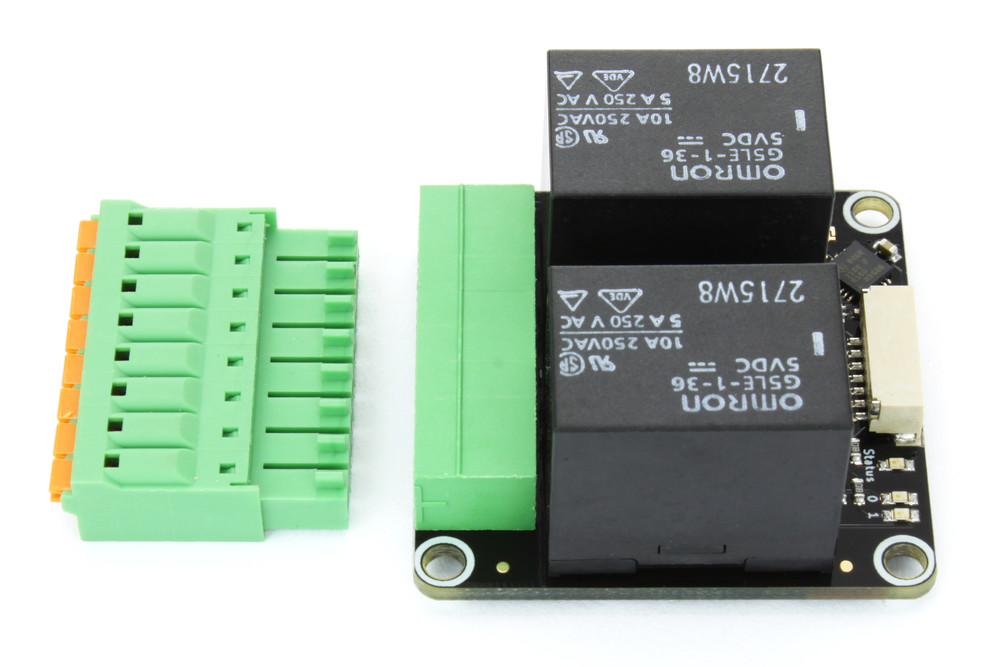 omron
G5LE-1-36
5VDC
10A 250VAC
5 A 250 V AC
VDE
2715W8
omron
G5LE-1-36
5VDC
10A 250VAC
5 A 250 V AC
VDE
2715W8
Status
0
1